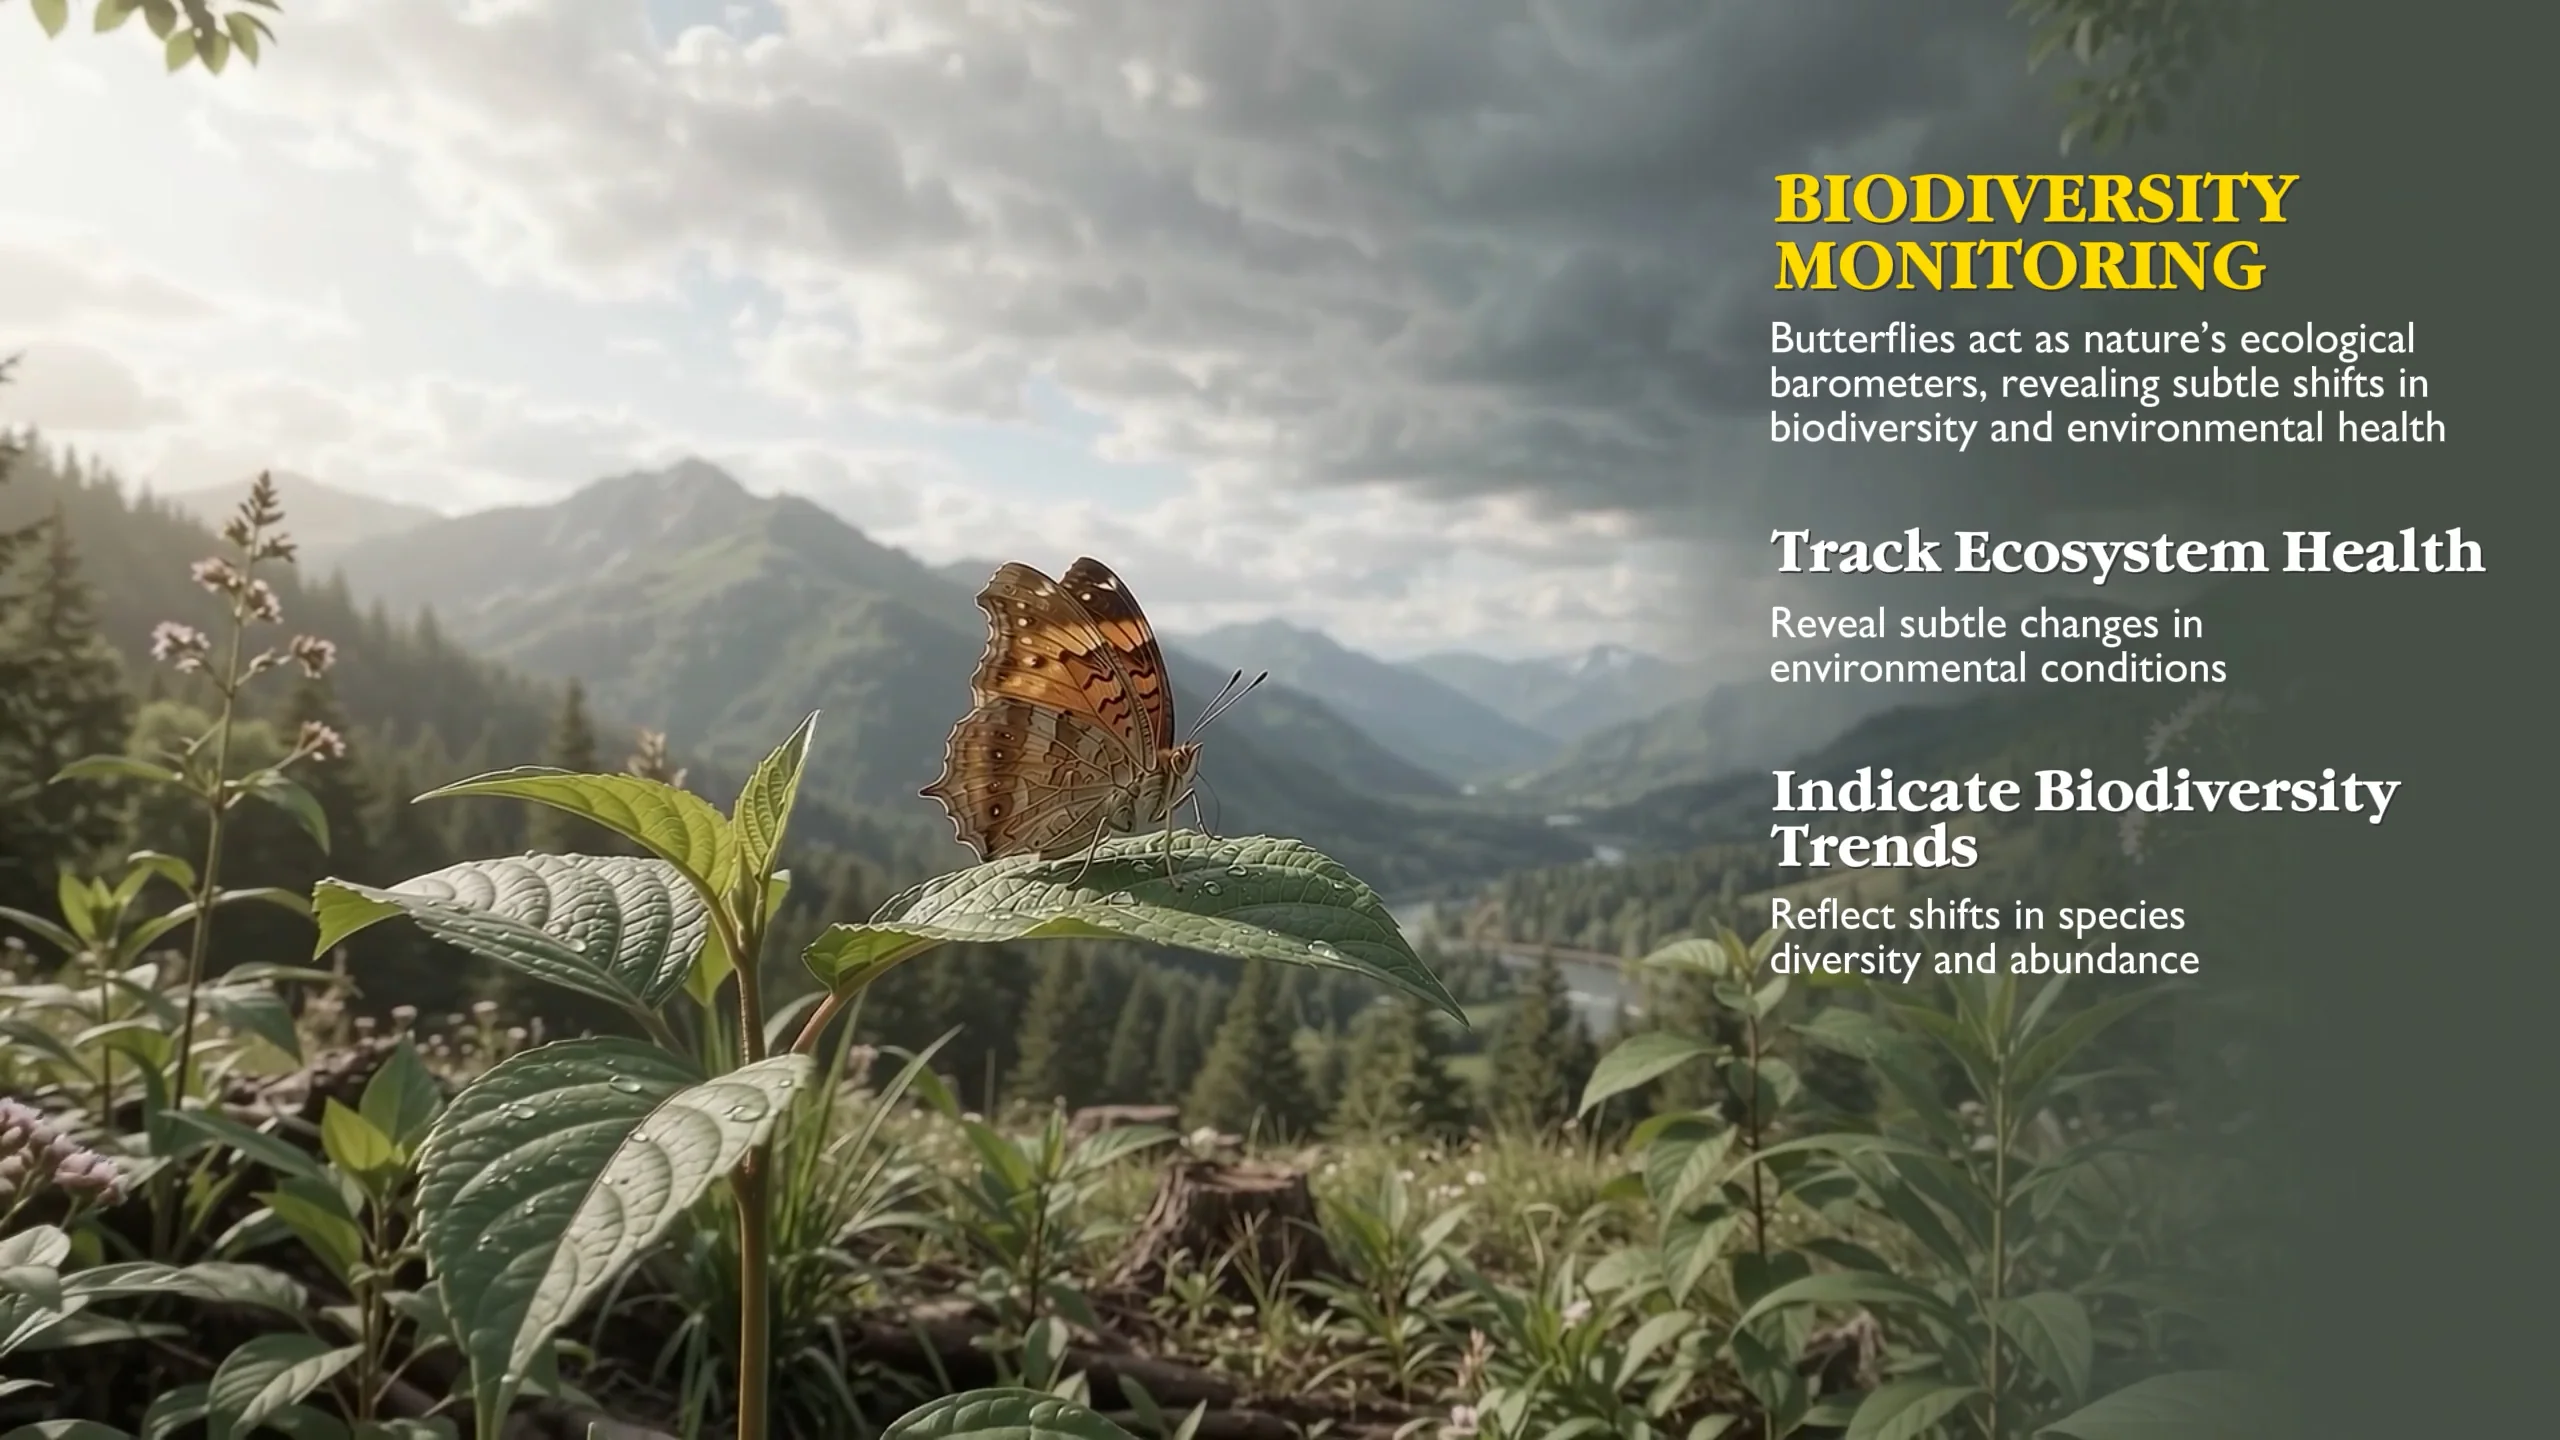 BIODIVERSITY
MONITORING
Butterflies act as nature’s ecological
barometers, revealing subtle shifts in
biodiversity and environmental health
Track Ecosystem Health
Reveal subtle changes in
environmental conditions
Indicate Biodiversity
Trends
Reflect shifts in species
diversity and abundance